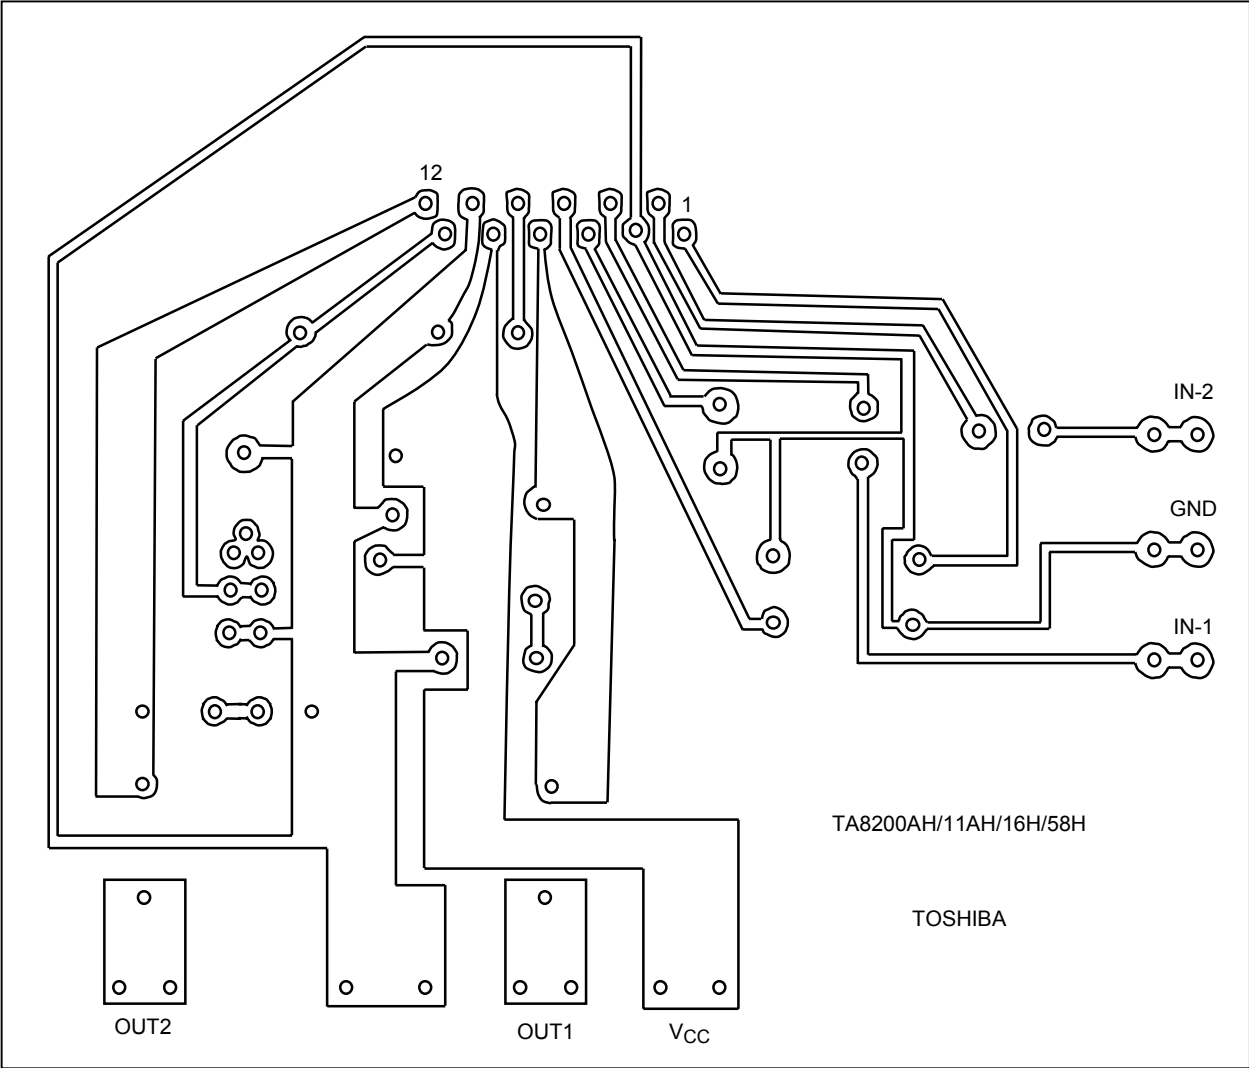 12
1
IN-2
GND
IN-1
TA8200AH/11AH/16H/58H
TOSHIBA
OUT2
OUT1
VCC